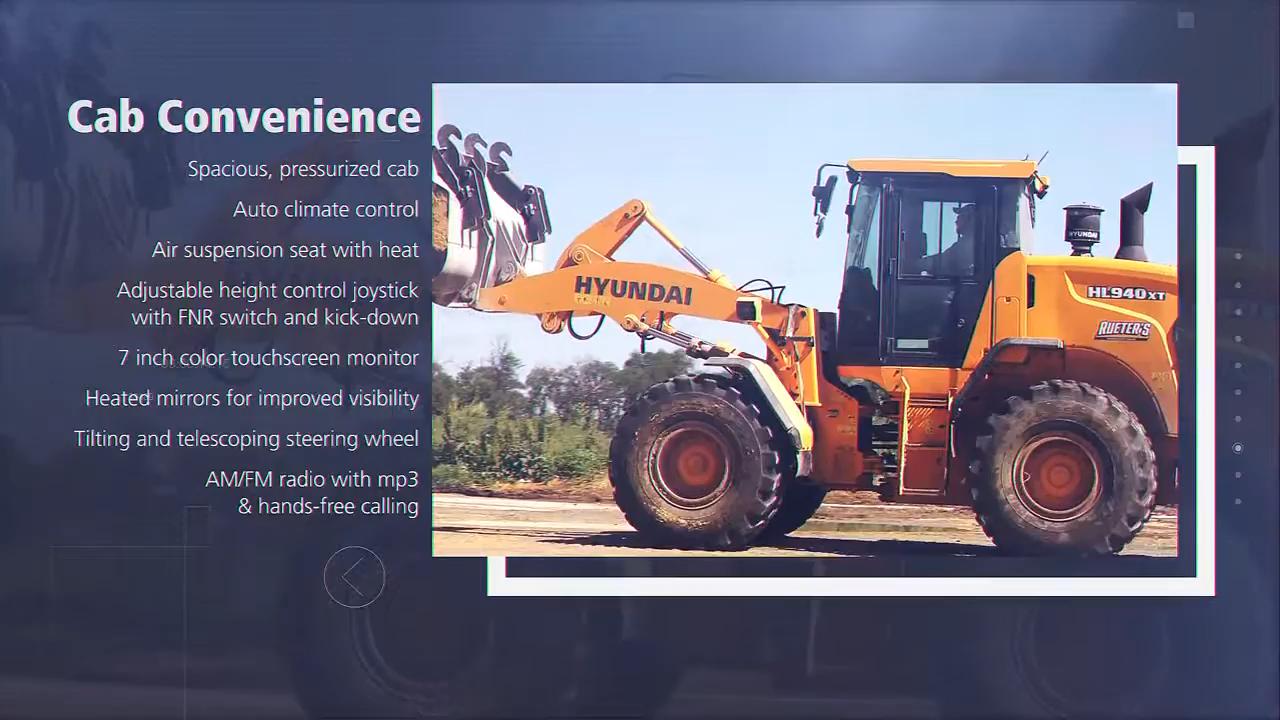 Cab Convenience
Spacious, pressurized cab
Auto climate control
Air suspension seat with heat
Adjustable height control joystick
with FNR switch and kick-down
7 inch color touchscreen monitor
Heated mirrors for improved visibility
Tilting and telescoping steering wheel
AM/FM radio with mp3
& hands-free calling
HYUNDAI
HYUNDAI
HL940XT
RUETER'S